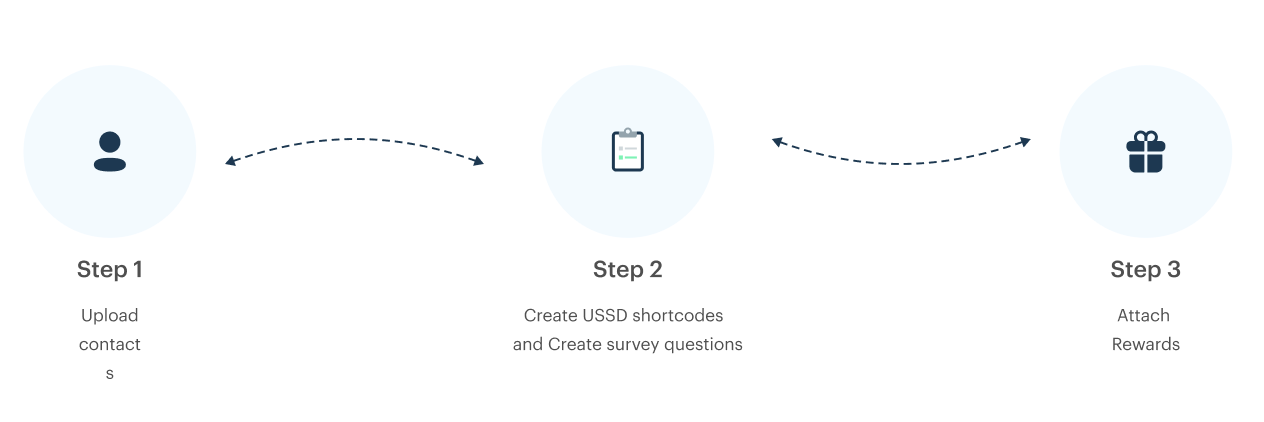 Step 1
Upload
contact
s
Step 2
Create USSD shortcodes
and Create survey questions
Step 3
Attach
Rewards